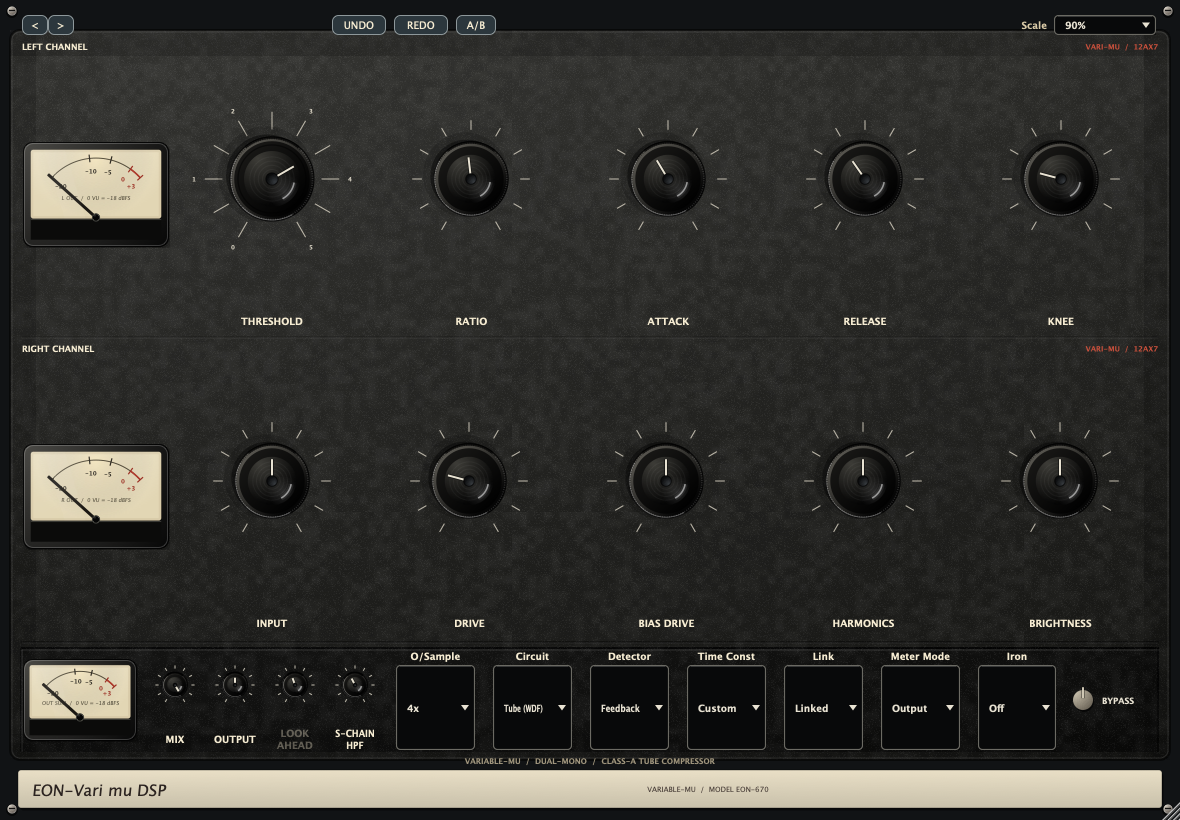 < >
UNDO REDO A/B
Scale 90%
LEFT CHANNEL
VARI-MU / 12AX7
2 3
1 4
0 5
-10 -5 0 +3
/ 0 VU = -18 dBFS
THRESHOLD RATIO ATTACK RELEASE KNEE
RIGHT CHANNEL
VARI-MU / 12AX7
-10 -5 0 +3
/ 0 VU = -18 dBFS
INPUT DRIVE BIAS DRIVE HARMONICS BRIGHTNESS
O/Sample Circuit Detector Time Const Link Meter Mode Iron
-10 -5 0 +3
/ 0 VU = -18 dBFS
4x Tube (WDF) Feedback Custom Linked Output Off
BYPASS
MIX OUTPUT LOOK AHEAD S-CHAIN HPF
VARIABLE-MU / DUAL-MONO / CLASS-A TUBE COMPRESSOR
EON-Vari mu DSP
VARIABLE-MU / MODEL EON-670